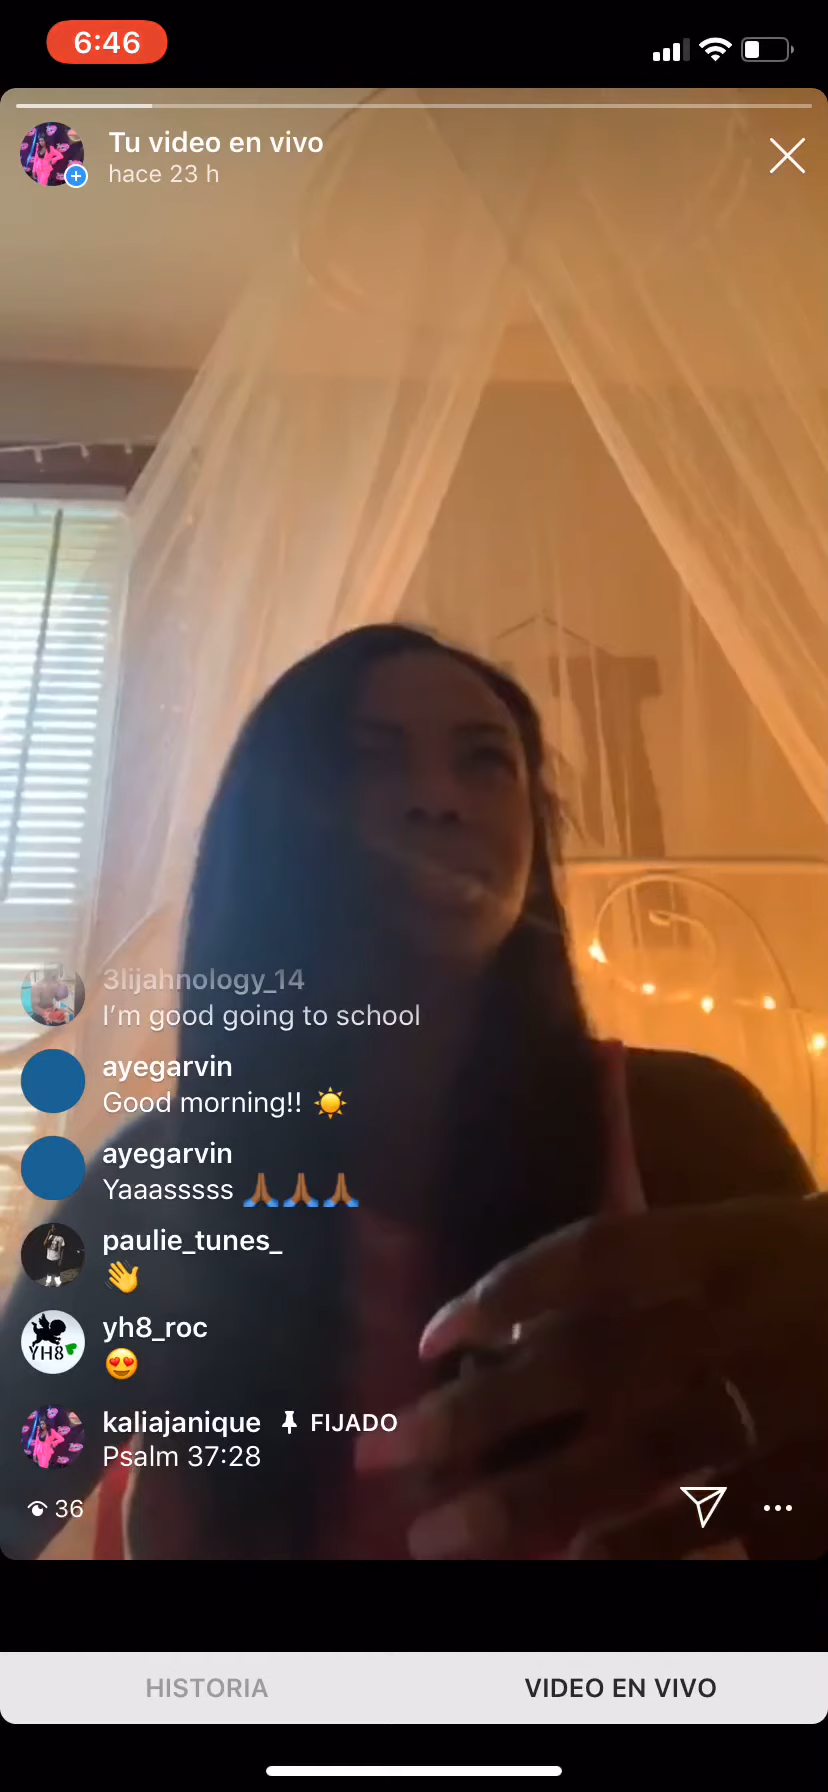 6:46
Tu video en vivo
hace 23 h
3lijahnology_14
I'm good going to school
ayegarvin
Good morning!! ☀️
ayegarvin
Yaaasssss 🙏🏾🙏🏾🙏🏾
paulie_tunes_
👋
YH8
yh8_roc
😍
kaliajanique 📌 FIJADO
Psalm 37:28
36
HISTORIA
VIDEO EN VIVO